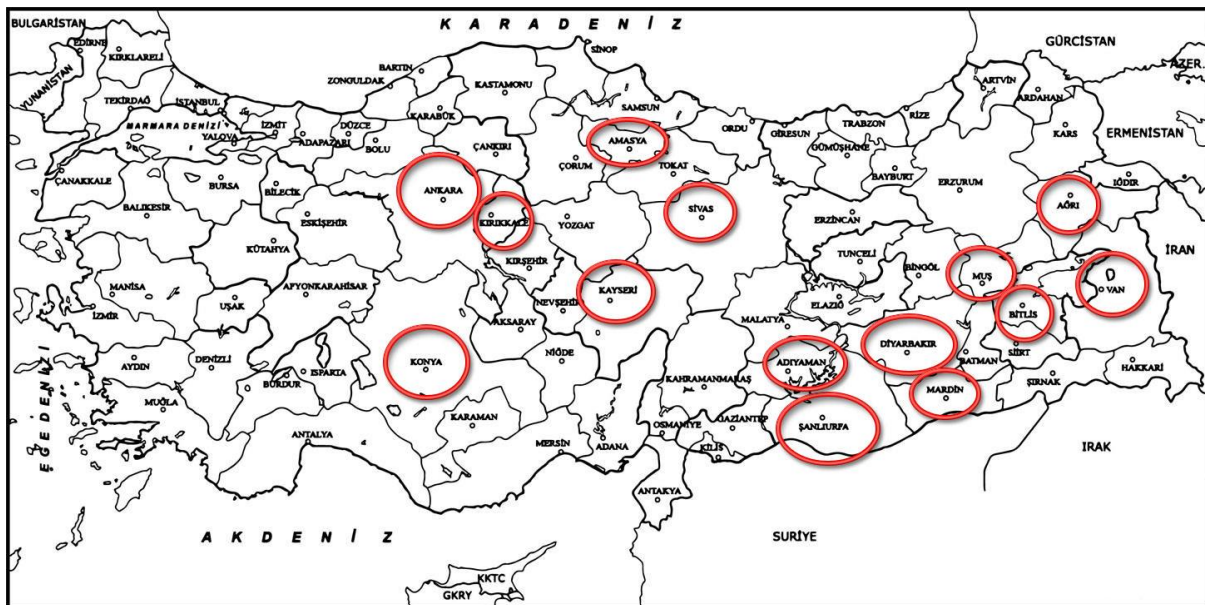 KARADENİZ
BULGARİSTAN
GÜRCİSTAN
AZER.
YUNANİSTAN
ERMENİSTAN
EDİRNE
KIRKLARELİ
TEKİRDAĞ
İSTANBUL
MARMARA DENİZİ
YALOVA
İZMİT
ADAPAZARI
DÜZCE
BOLU
ZONGULDAK
BARTIN
KARABÜK
KASTAMONU
SİNOP
ÇANKIRI
SAMSUN
AMASYA
ÇORUM
TOKAT
ORDU
GİRESUN
TRABZON
RİZE
GÜMÜŞHANE
BAYBURT
ARTVİN
ARDAHAN
KARS
ERZURUM
IĞDIR
AĞRI
ÇANAKKALE
BALIKESİR
BURSA
BİLECİK
ESKİŞEHİR
KÜTAHYA
ANKARA
KIRIKKALE
YOZGAT
SİVAS
ERZİNCAN
TUNCELİ
BİNGÖL
MUŞ
D
VAN
İRAN
BİTLİS
MANİSA
İZMİR
UŞAK
AFYONKARAHİSAR
KIRŞEHİR
NEVŞEHİR
KAYSERİ
AKSARAY
KONYA
NİĞDE
MALATYA
ELAZIĞ
ADIYAMAN
DİYARBAKIR
BATMAN
SİİRT
MARDİN
ŞIRNAK
HAKKARİ
AYDIN
DENİZLİ
BURDUR
ISPARTA
MUĞLA
ANTALYA
KARAMAN
MERSİN
ADANA
KAHRAMANMARAŞ
OSMANİYE
GAZİANTEP
KİLİS
ŞANLIURFA
ANTAKYA
EGE DENİZİ
AKDENİZ
SURİYE
IRAK
KKTC
GKRY